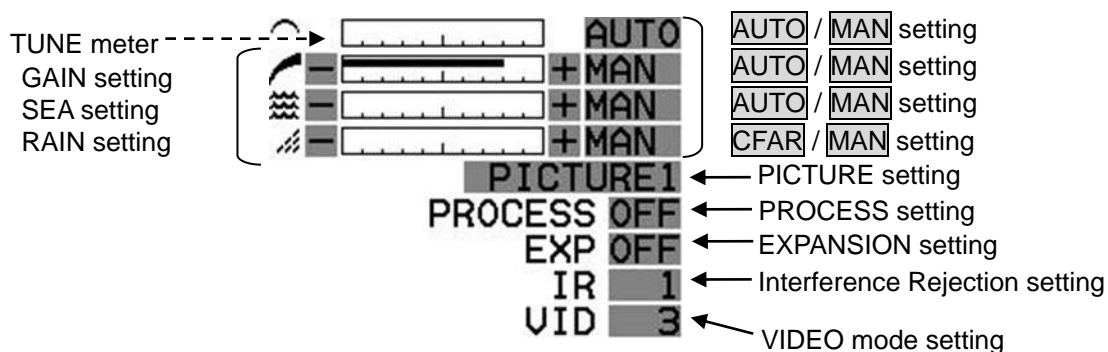 TUNE meter AUTO AUTO / MAN setting
GAIN setting − + MAN AUTO / MAN setting
SEA setting − + MAN AUTO / MAN setting
RAIN setting − + MAN CFAR / MAN setting
PICTURE1 PICTURE setting
PROCESS OFF PROCESS setting
EXP OFF EXPANSION setting
IR 1 Interference Rejection setting
VID 3 VIDEO mode setting